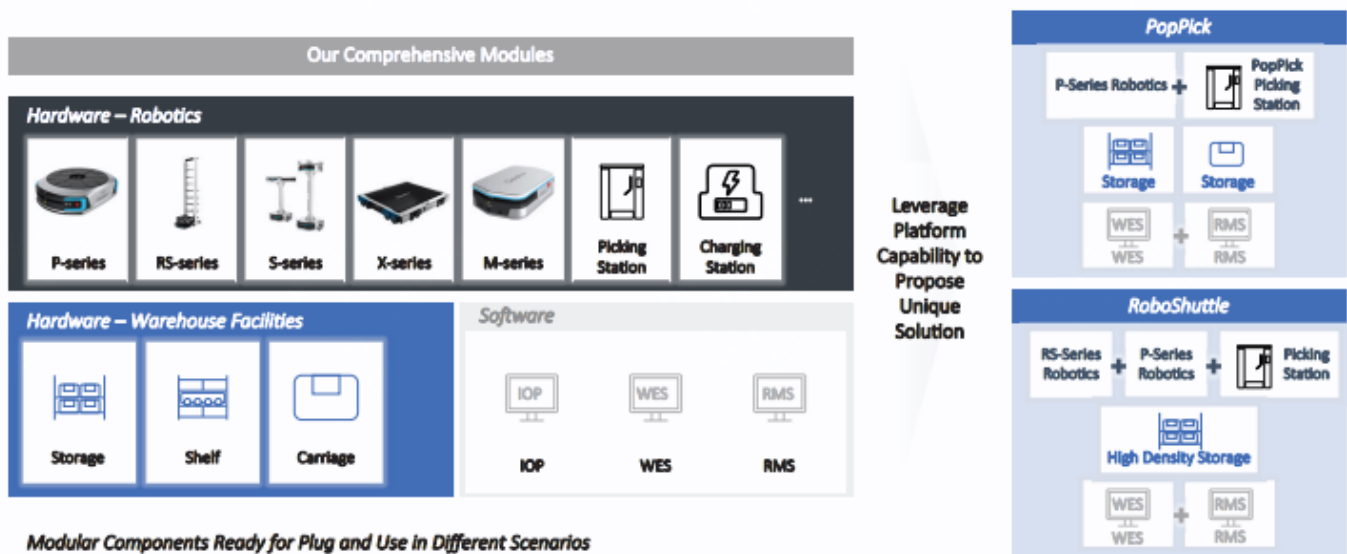 Our Comprehensive Modules
Hardware – Robotics
P-series
RS-series
S-series
X-series
M-series
Picking
Station
Charging
Station
...
Hardware – Warehouse Facilities
Storage
Shelf
Carriage
Software
IOP
WES
RMS
IOP
WES
RMS
Modular Components Ready for Plug and Use in Different Scenarios
Leverage
Platform
Capability to
Propose
Unique
Solution
PopPick
P-Series Robotics +
PopPick
Picking
Station
Storage
Storage
WES
+
RMS
WES
RMS
RoboShuttle
RS-Series
Robotics
+
P-Series
Robotics
+
Picking
Station
High Density Storage
WES
+
RMS
WES
RMS